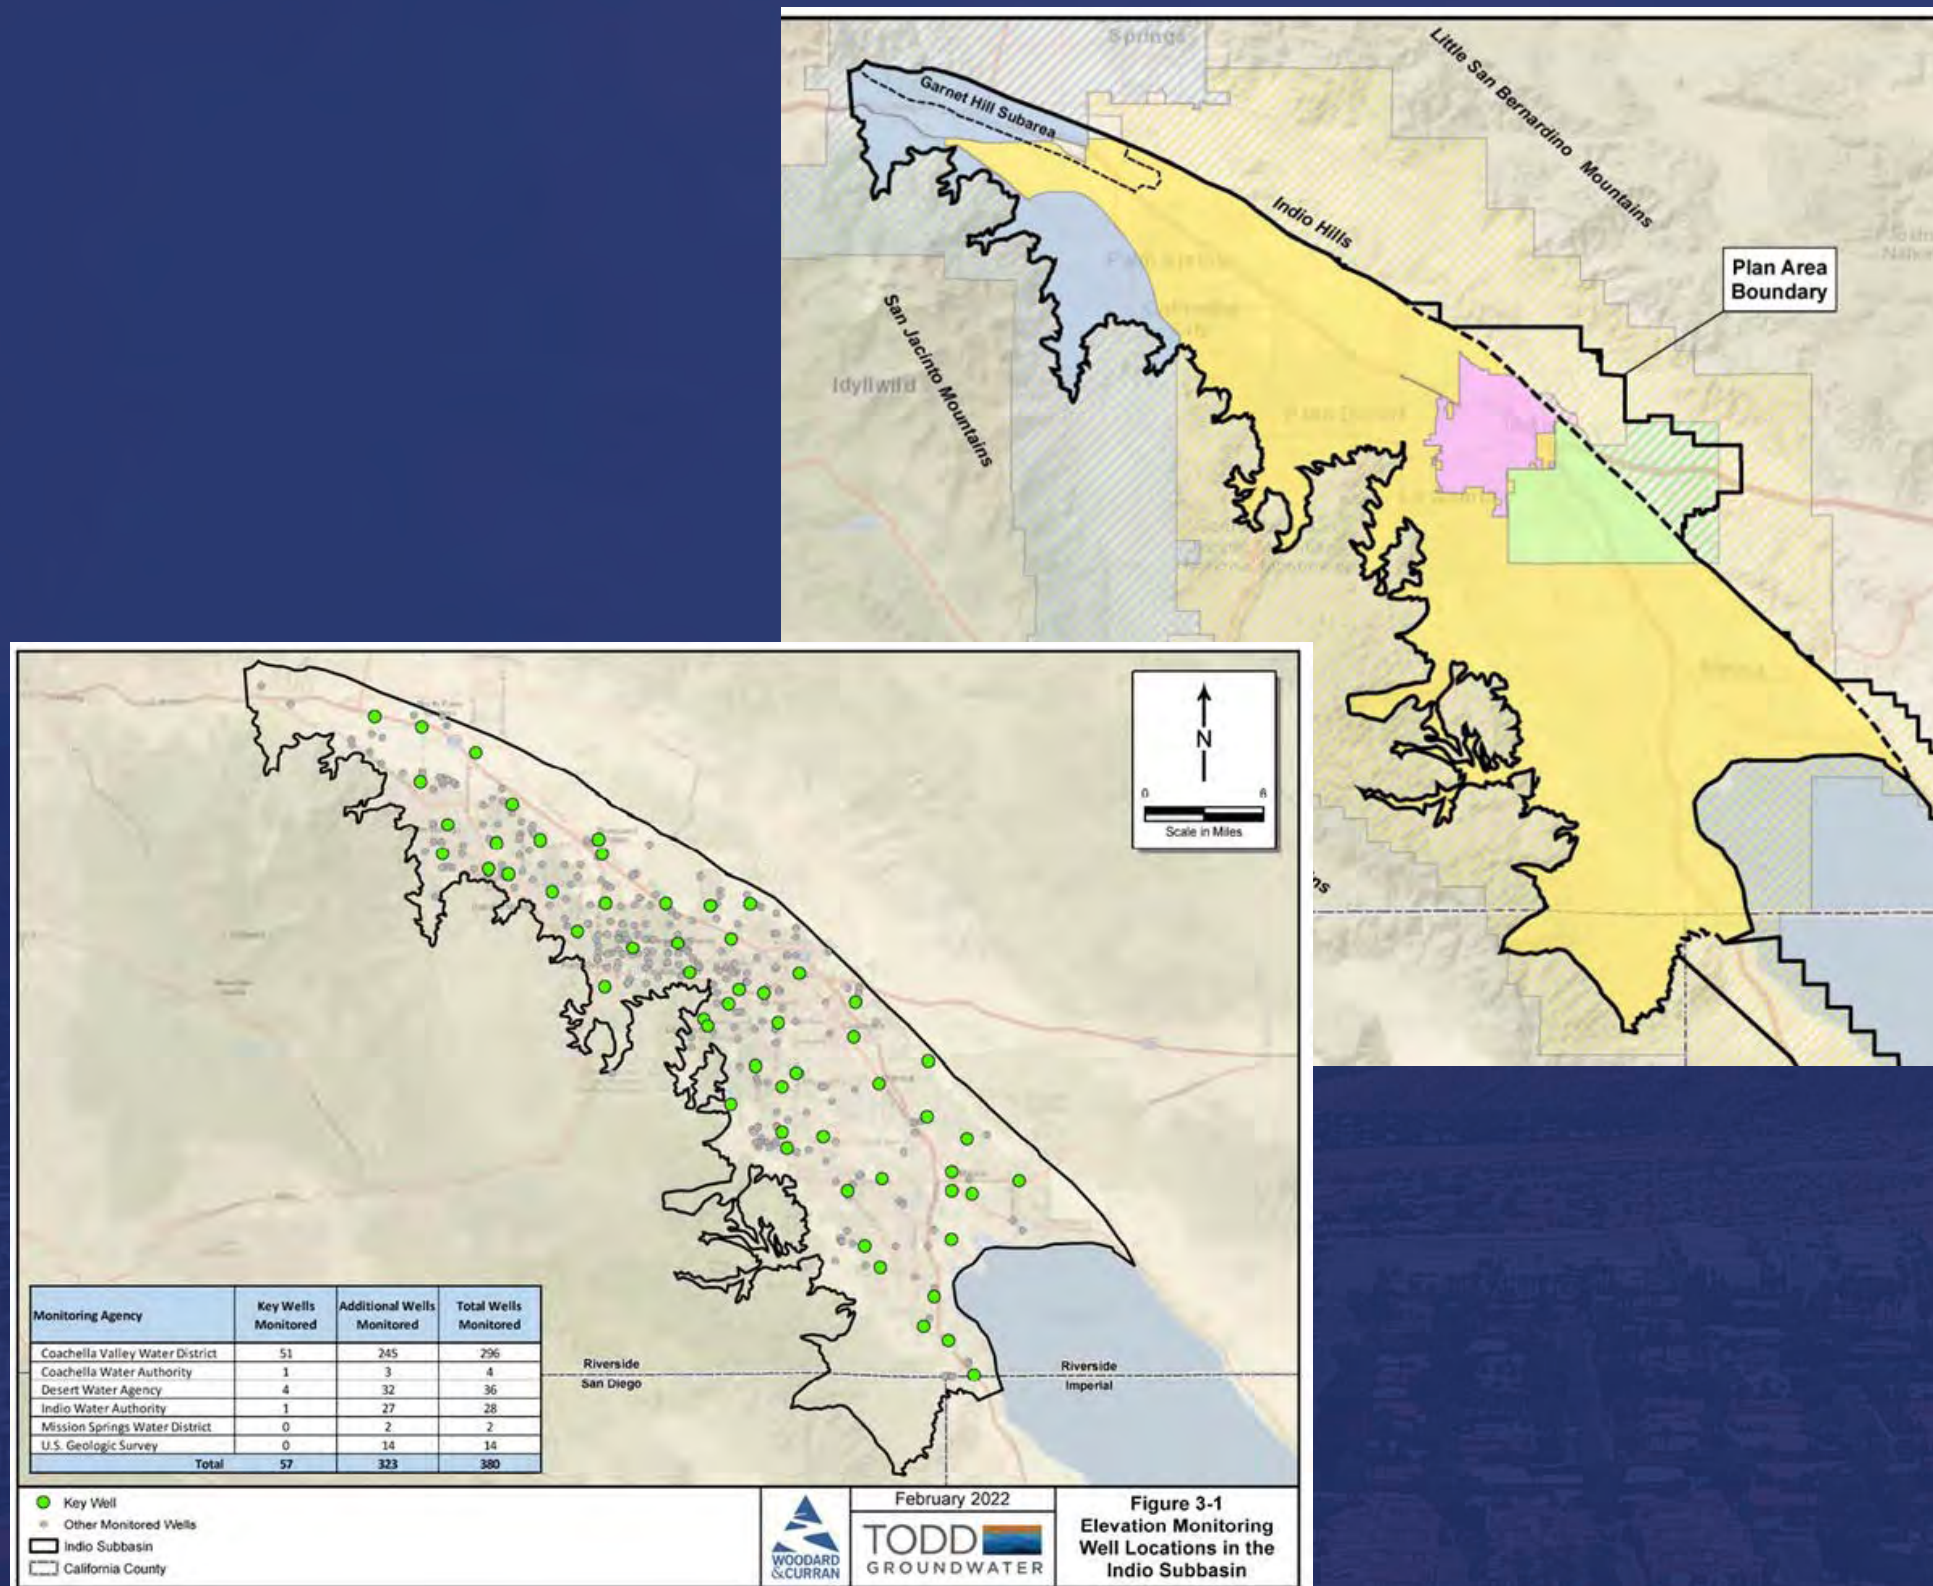 Springs
Little San Bernardino Mountains
Garnet Hill Subarea
Indio Hills
Plan Area
Boundary
San Jacinto Mountains
Idyllwild
N
0 6
Scale in Miles
ns
Monitoring Agency Key Wells Monitored Additional Wells Monitored Total Wells Monitored
Coachella Valley Water District 51 245 296
Coachella Water Authority 1 3 4
Desert Water Agency 4 32 36
Indio Water Authority 1 27 28
Mission Springs Water District 0 2 2
U.S. Geologic Survey 0 14 14
Total 57 323 380
Riverside
San Diego
Riverside
Imperial
Key Well
Other Monitored Wells
Indio Subbasin
California County
WOODARD
&CURRAN
February 2022
TODD
GROUNDWATER
Figure 3-1
Elevation Monitoring
Well Locations in the
Indio Subbasin